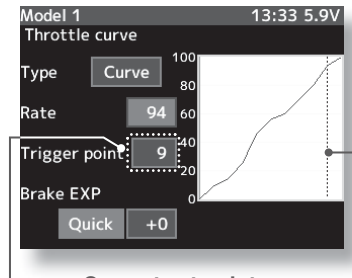 Model 1 13:33 5.9V
Throttle curve
Type Curve
Rate 94
Trigger point 9
Brake EXP
Quick +0
100
80
60
40
20
0